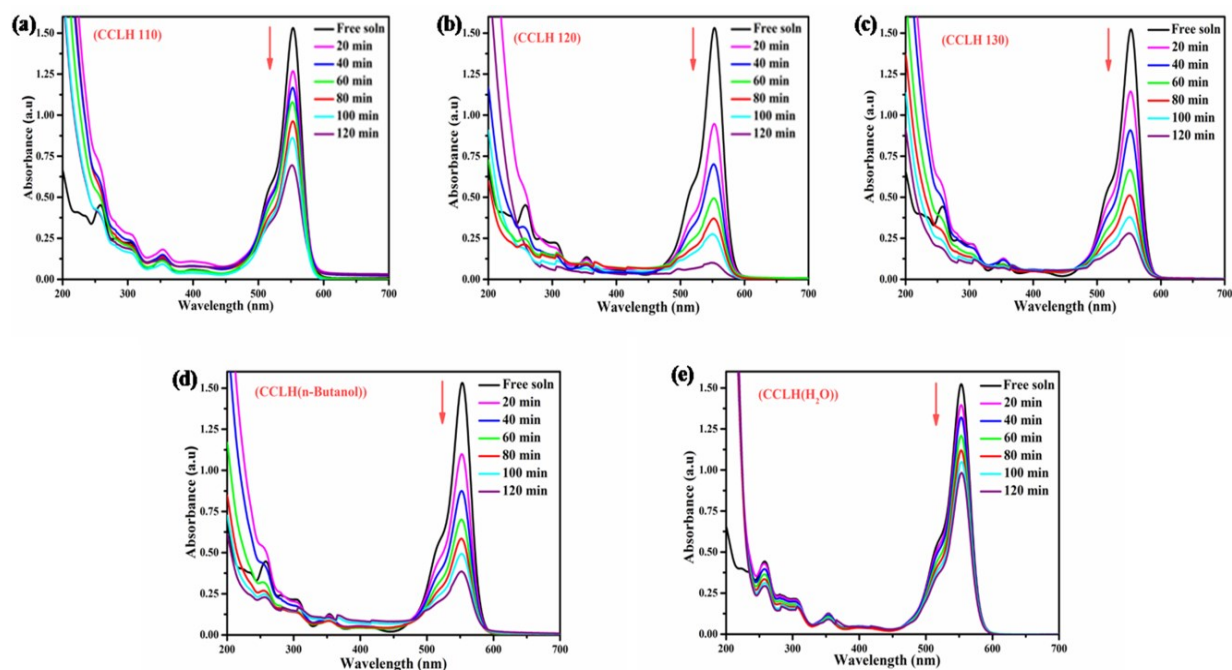 (a)
(CCLH 110)
Free soln
20 min
40 min
60 min
80 min
100 min
120 min
Absorbance (a.u)
1.50
1.25
1.00
0.75
0.50
0.25
0.00
200 300 400 500 600 700
Wavelength (nm)
(b)
(CCLH 120)
Free soln
20 min
40 min
60 min
80 min
100 min
120 min
Absorbance (a.u)
1.50
1.25
1.00
0.75
0.50
0.25
0.00
200 300 400 500 600 700
Wavelength (nm)
(c)
(CCLH 130)
Free soln
20 min
40 min
60 min
80 min
100 min
120 min
Absorbance (a.u)
1.50
1.25
1.00
0.75
0.50
0.25
0.00
200 300 400 500 600 700
Wavelength (nm)
(d)
(CCLH(n-Butanol))
Free soln
20 min
40 min
60 min
80 min
100 min
120 min
Absorbance (a.u)
1.50
1.25
1.00
0.75
0.50
0.25
0.00
200 300 400 500 600 700
Wavelength (nm)
(e)
(CCLH(H₂O))
Free soln
20 min
40 min
60 min
80 min
100 min
120 min
Absorbance (a.u)
1.50
1.25
1.00
0.75
0.50
0.25
0.00
200 300 400 500 600 700
Wavelength (nm)